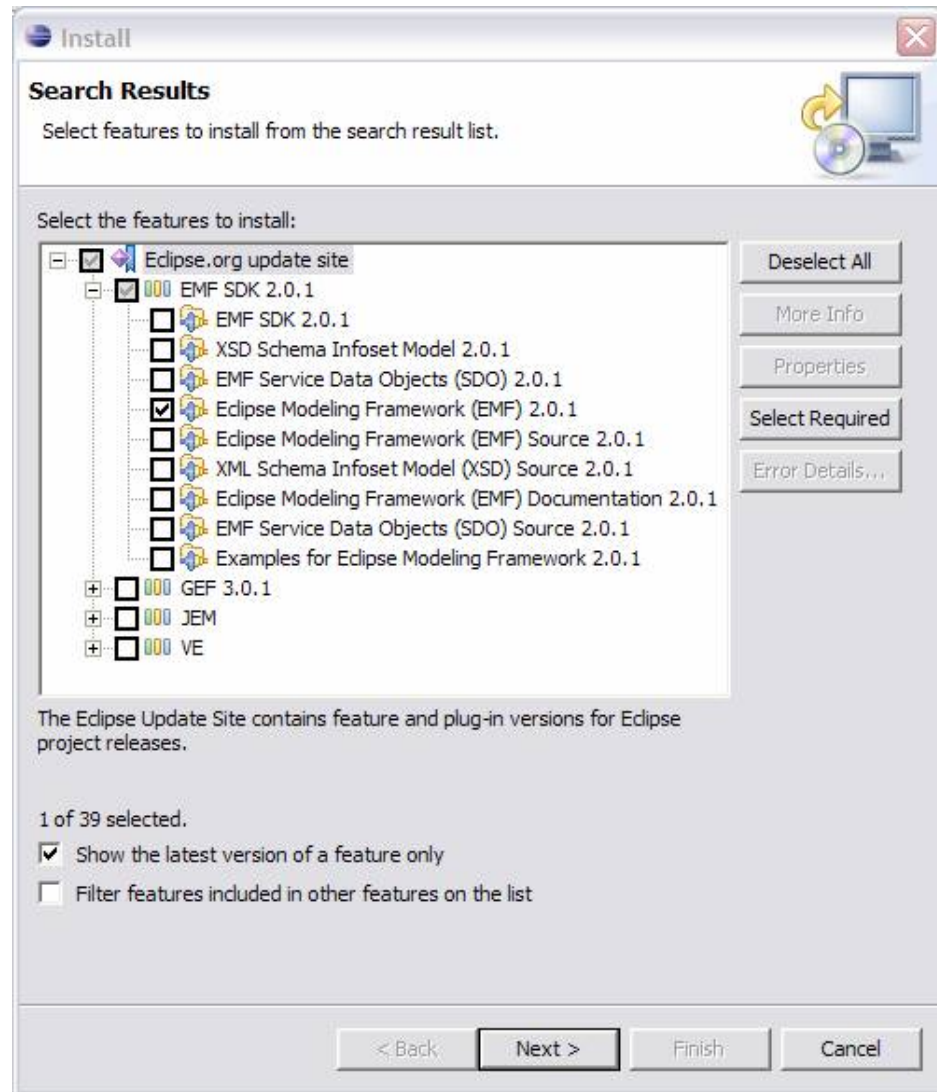 Install
Search Results
Select features to install from the search result list.
Select the features to install:
Eclipse.org update site
EMF SDK 2.0.1
EMF SDK 2.0.1
XSD Schema Infoset Model 2.0.1
EMF Service Data Objects (SDO) 2.0.1
Eclipse Modeling Framework (EMF) 2.0.1
Eclipse Modeling Framework (EMF) Source 2.0.1
XML Schema Infoset Model (XSD) Source 2.0.1
Eclipse Modeling Framework (EMF) Documentation 2.0.1
EMF Service Data Objects (SDO) Source 2.0.1
Examples for Eclipse Modeling Framework 2.0.1
GEF 3.0.1
JEM
VE
Deselect All
More Info
Properties
Select Required
Error Details...
The Eclipse Update Site contains feature and plug-in versions for Eclipse
project releases.
1 of 39 selected.
Show the latest version of a feature only
Filter features included in other features on the list
< Back
Next >
Finish
Cancel